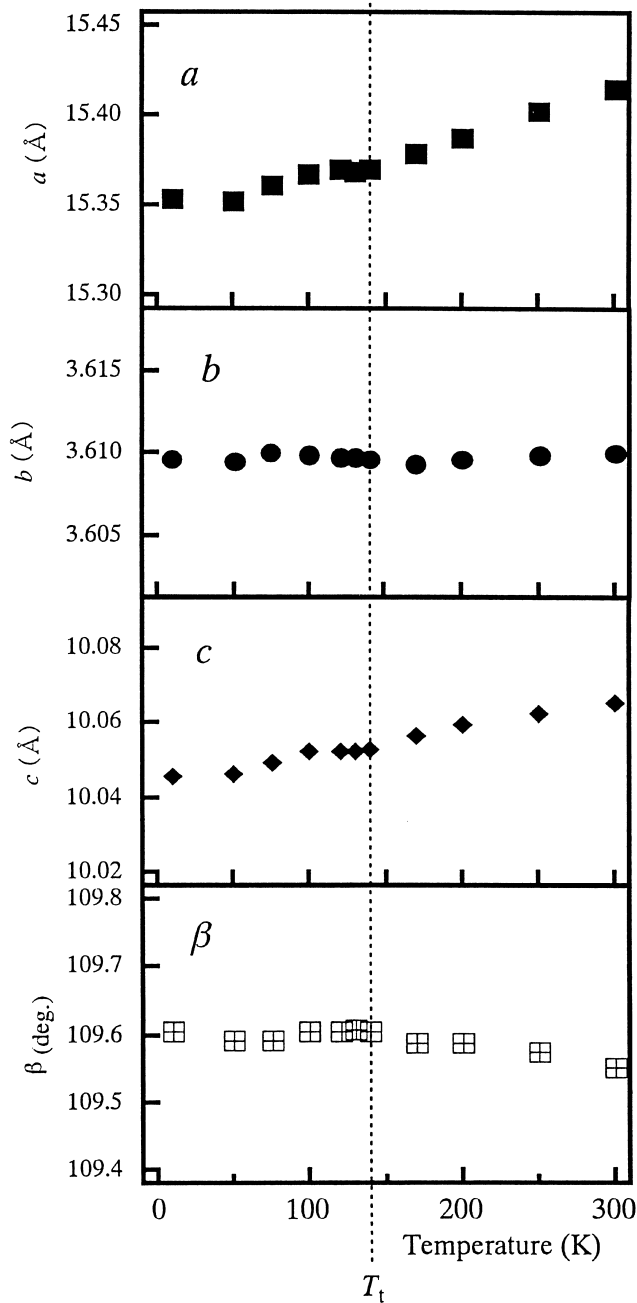 15.45
a
15.40
a (Å)
15.35
15.30
b
3.615
b (Å)
3.610
3.605
10.08
c
10.06
c (Å)
10.04
10.02
109.8
β
109.7
β (deg.)
109.6
109.5
109.4
0 100 200 300
Temperature (K)
Tt